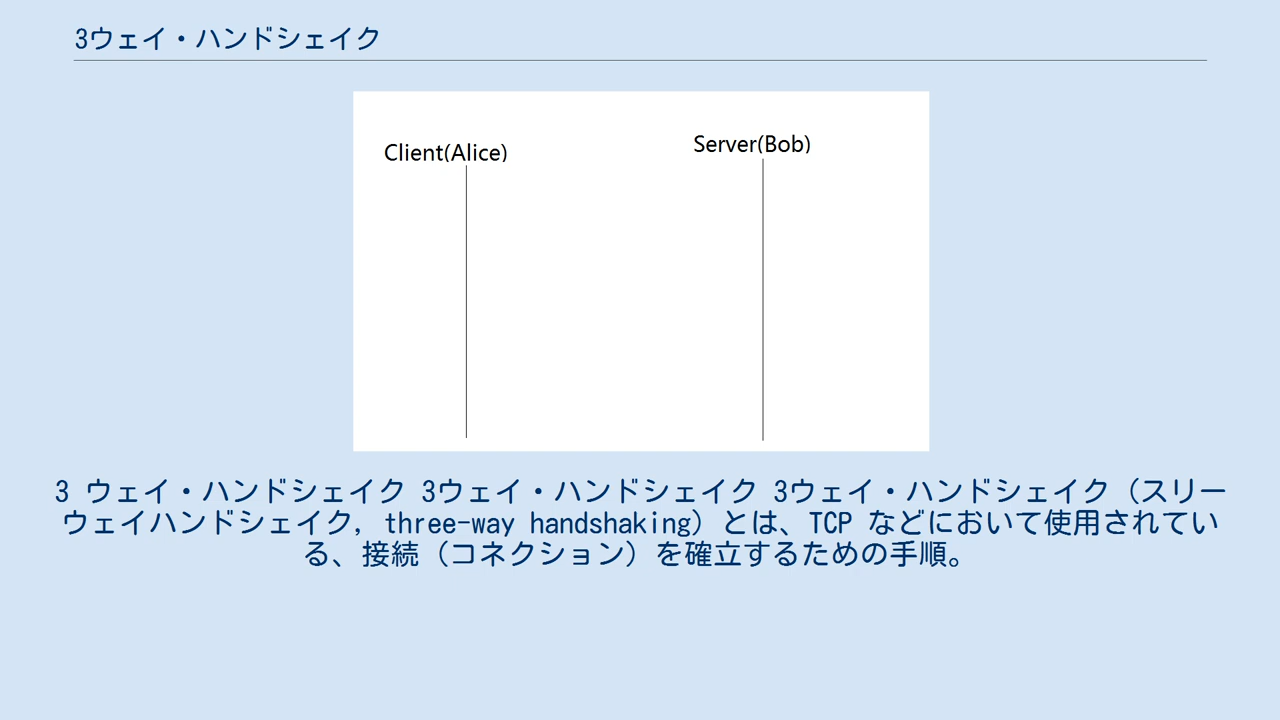 3ウェイ・ハンドシェイク
Client(Alice)
Server(Bob)
3 ウェイ・ハンドシェイク 3ウェイ・ハンドシェイク 3ウェイ・ハンドシェイク（スリー
ウェイハンドシェイク, three-way handshaking）とは、TCP などにおいて使用されてい
る、接続（コネクション）を確立するための手順。